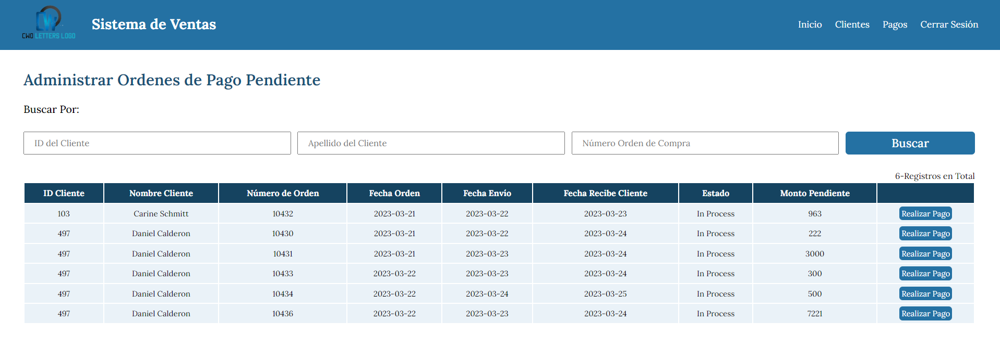 CWO LETTERS LOGO
Sistema de Ventas
Inicio Clientes Pagos Cerrar Sesión
Administrar Ordenes de Pago Pendiente
Buscar Por:
ID del Cliente Apellido del Cliente Número Orden de Compra Buscar
6-Registros en Total
ID Cliente Nombre Cliente Número de Orden Fecha Orden Fecha Envío Fecha Recibe Cliente Estado Monto Pendiente
103 Carine Schmitt 10432 2023-03-21 2023-03-22 2023-03-23 In Process 963 Realizar Pago
497 Daniel Calderon 10430 2023-03-21 2023-03-22 2023-03-24 In Process 222 Realizar Pago
497 Daniel Calderon 10431 2023-03-21 2023-03-23 2023-03-24 In Process 3000 Realizar Pago
497 Daniel Calderon 10433 2023-03-22 2023-03-23 2023-03-24 In Process 300 Realizar Pago
497 Daniel Calderon 10434 2023-03-22 2023-03-24 2023-03-25 In Process 500 Realizar Pago
497 Daniel Calderon 10436 2023-03-22 2023-03-23 2023-03-24 In Process 7221 Realizar Pago